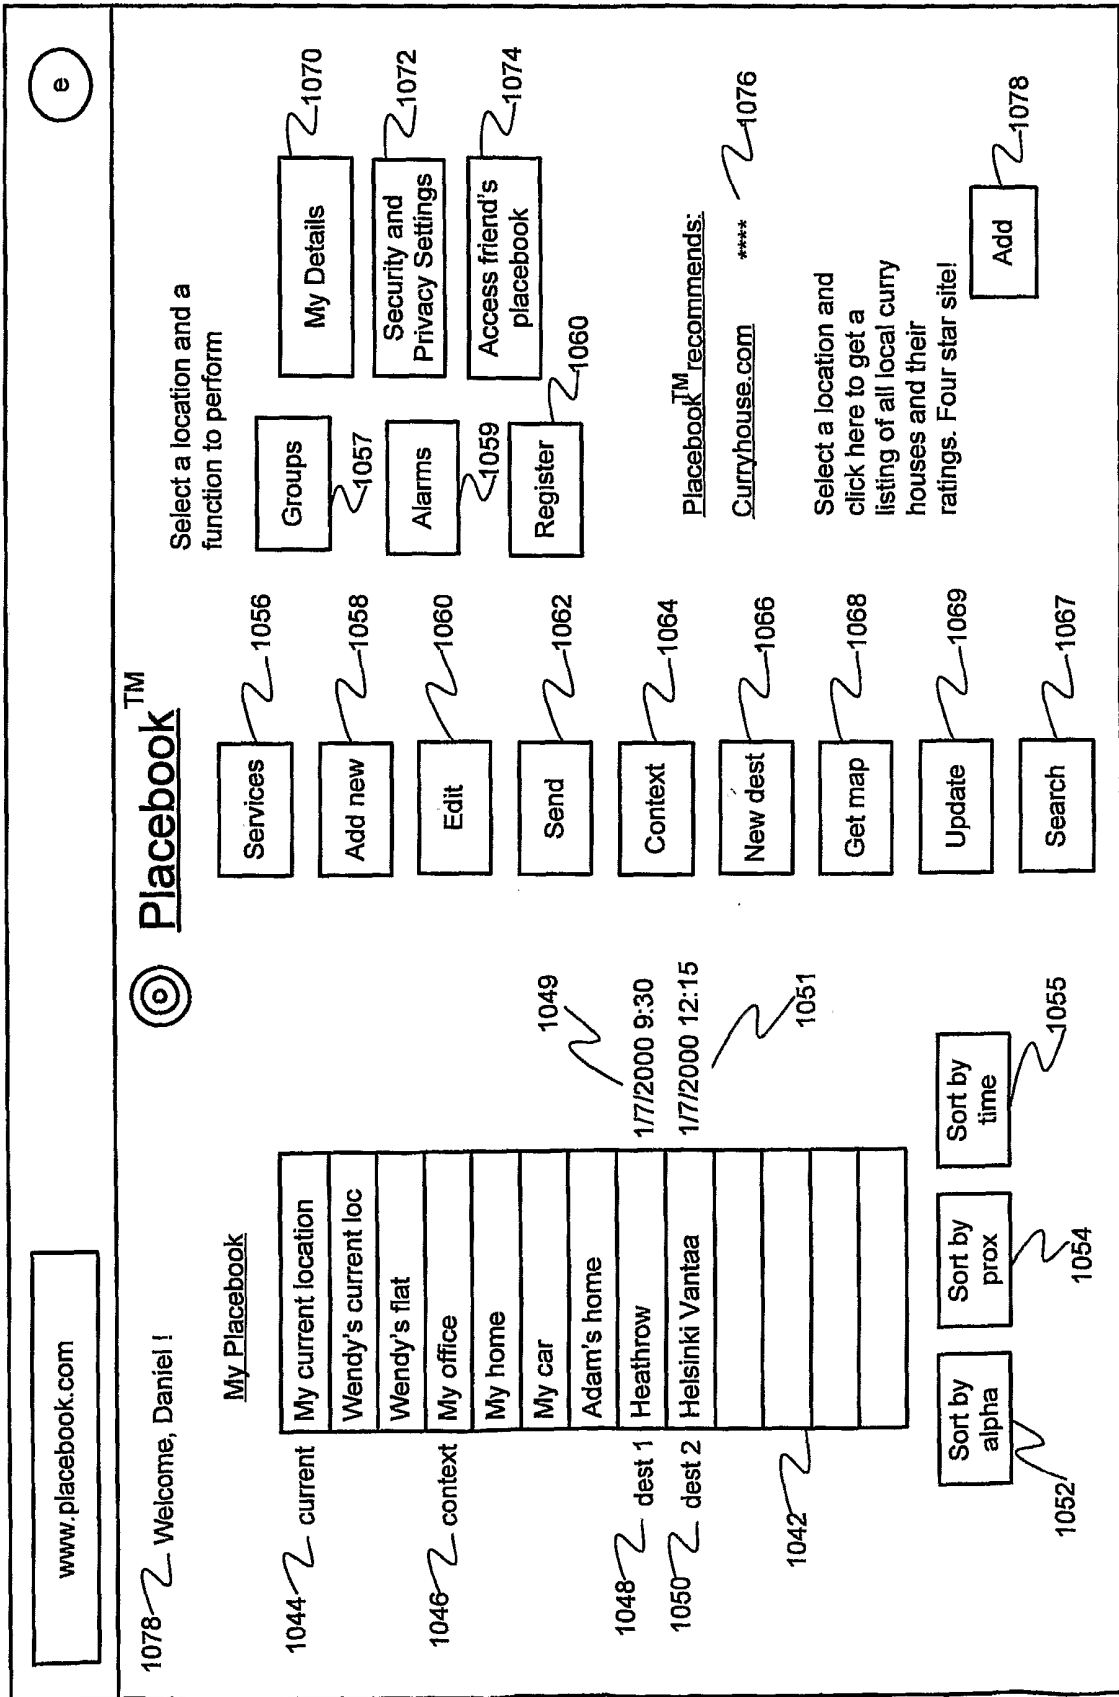 www.placebook.com
e
1078 Welcome, Daniel !
Placebook™
My Placebook
1044 current My current location
Wendy's current loc
Wendy's flat
1046 context My office
My home
My car
Adam's home
1048 dest 1 Heathrow 1/7/2000 9:30
1049
1050 dest 2 Helsinki Vantaa 1/7/2000 12:15
1051
1042
Sort by
alpha
1052
Sort by
prox
1054
Sort by
time
1055
Services 1056
Add new 1058
Edit 1060
Send 1062
Context 1064
New dest 1066
Get map 1068
Update 1069
Search 1067
Select a location and a
function to perform
Groups
1057
Alarms
1059
Register
1060
My Details
1070
Security and
Privacy Settings
1072
Access friend's
placebook
1074
Placebook™ recommends:
Curryhouse.com **** 1076
Select a location and
click here to get a
listing of all local curry
houses and their
ratings. Four star site!
Add
1078